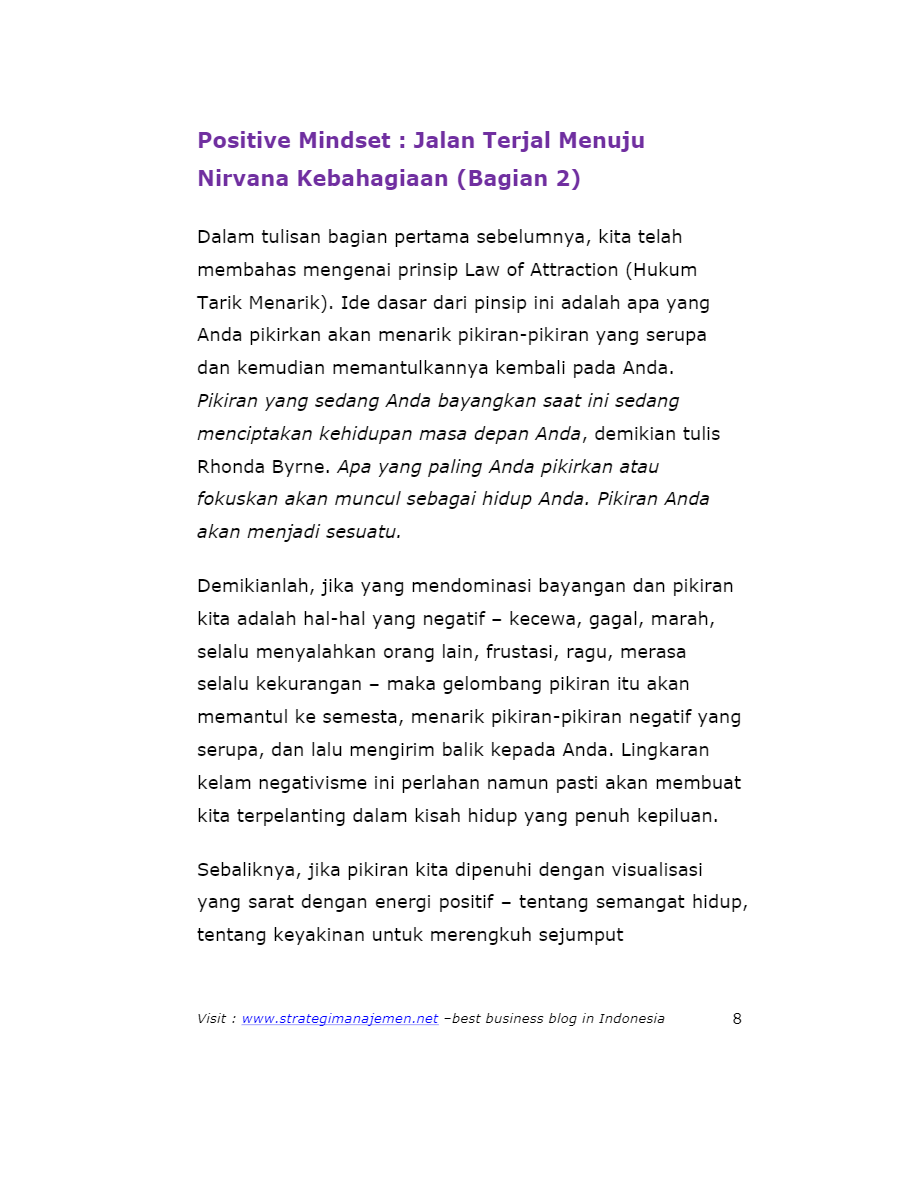 Positive Mindset : Jalan Terjal Menuju
Nirvana Kebahagiaan (Bagian 2)
Dalam tulisan bagian pertama sebelumnya, kita telah
membahas mengenai prinsip Law of Attraction (Hukum
Tarik Menarik). Ide dasar dari pinsip ini adalah apa yang
Anda pikirkan akan menarik pikiran-pikiran yang serupa
dan kemudian memantulkannya kembali pada Anda.
Pikiran yang sedang Anda bayangkan saat ini sedang
menciptakan kehidupan masa depan Anda, demikian tulis
Rhonda Byrne. Apa yang paling Anda pikirkan atau
fokuskan akan muncul sebagai hidup Anda. Pikiran Anda
akan menjadi sesuatu.
Demikianlah, jika yang mendominasi bayangan dan pikiran
kita adalah hal-hal yang negatif – kecewa, gagal, marah,
selalu menyalahkan orang lain, frustasi, ragu, merasa
selalu kekurangan – maka gelombang pikiran itu akan
memantul ke semesta, menarik pikiran-pikiran negatif yang
serupa, dan lalu mengirim balik kepada Anda. Lingkaran
kelam negativisme ini perlahan namun pasti akan membuat
kita terpelanting dalam kisah hidup yang penuh kepiluan.
Sebaliknya, jika pikiran kita dipenuhi dengan visualisasi
yang sarat dengan energi positif – tentang semangat hidup,
tentang keyakinan untuk merengkuh sejumput
Visit : www.strategimanajemen.net –best business blog in Indonesia 8